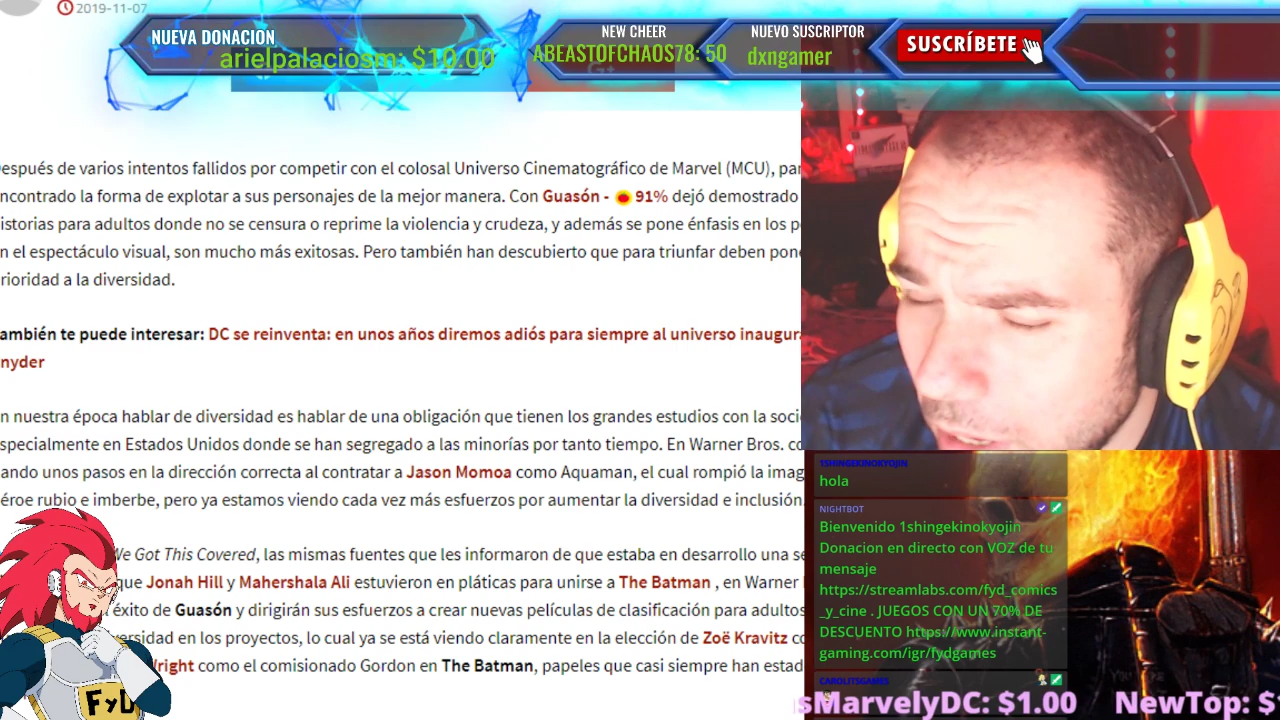 2019-11-07
NUEVA DONACION
arielpalaciosm: $10.00
NEW CHEER
ABEASTOFCHAOS78: 50
NUEVO SUSCRIPTOR
dxngamer
SUSCRÍBETE
G+
espués de varios intentos fallidos por competir con el colosal Universo Cinematográfico de Marvel (MCU), par
ncontrado la forma de explotar a sus personajes de la mejor manera. Con Guasón - 91% dejó demostrado
istorias para adultos donde no se censura o reprime la violencia y crudeza, y además se pone énfasis en los p
n el espectáculo visual, son mucho más exitosas. Pero también han descubierto que para triunfar deben pone
rioridad a la diversidad.
ambién te puede interesar: DC se reinventa: en unos años diremos adiós para siempre al universo inaugura
nyder
n nuestra época hablar de diversidad es hablar de una obligación que tienen los grandes estudios con la soci
specialmente en Estados Unidos donde se han segregado a las minorías por tanto tiempo. En Warner Bros. co
ando unos pasos en la dirección correcta al contratar a Jason Momoa como Aquaman, el cual rompió la imag
éroe rubio e imberbe, pero ya estamos viendo cada vez más esfuerzos por aumentar la diversidad e inclusión.
We Got This Covered, las mismas fuentes que les informaron de que estaba en desarrollo una se
que Jonah Hill y Mahershala Ali estuvieron en pláticas para unirse a The Batman , en Warner
éxito de Guasón y dirigirán sus esfuerzos a crear nuevas películas de clasificación para adultos
versidad en los proyectos, lo cual ya se está viendo claramente en la elección de Zoë Kravitz co
Wright como el comisionado Gordon en The Batman, papeles que casi siempre han estad
FyD
1SHINGEKINOKYOJIN
hola
NIGHTBOT
Bienvenido 1shingekinokyojin
Donacion en directo con VOZ de tu
mensaje
https://streamlabs.com/fyd_comics
_y_cine . JUEGOS CON UN 70% DE
DESCUENTO https://www.instant-
gaming.com/igr/fydgames
CAROLITSGAMES
sMarvelyDC: $1.00 NewTop: $1